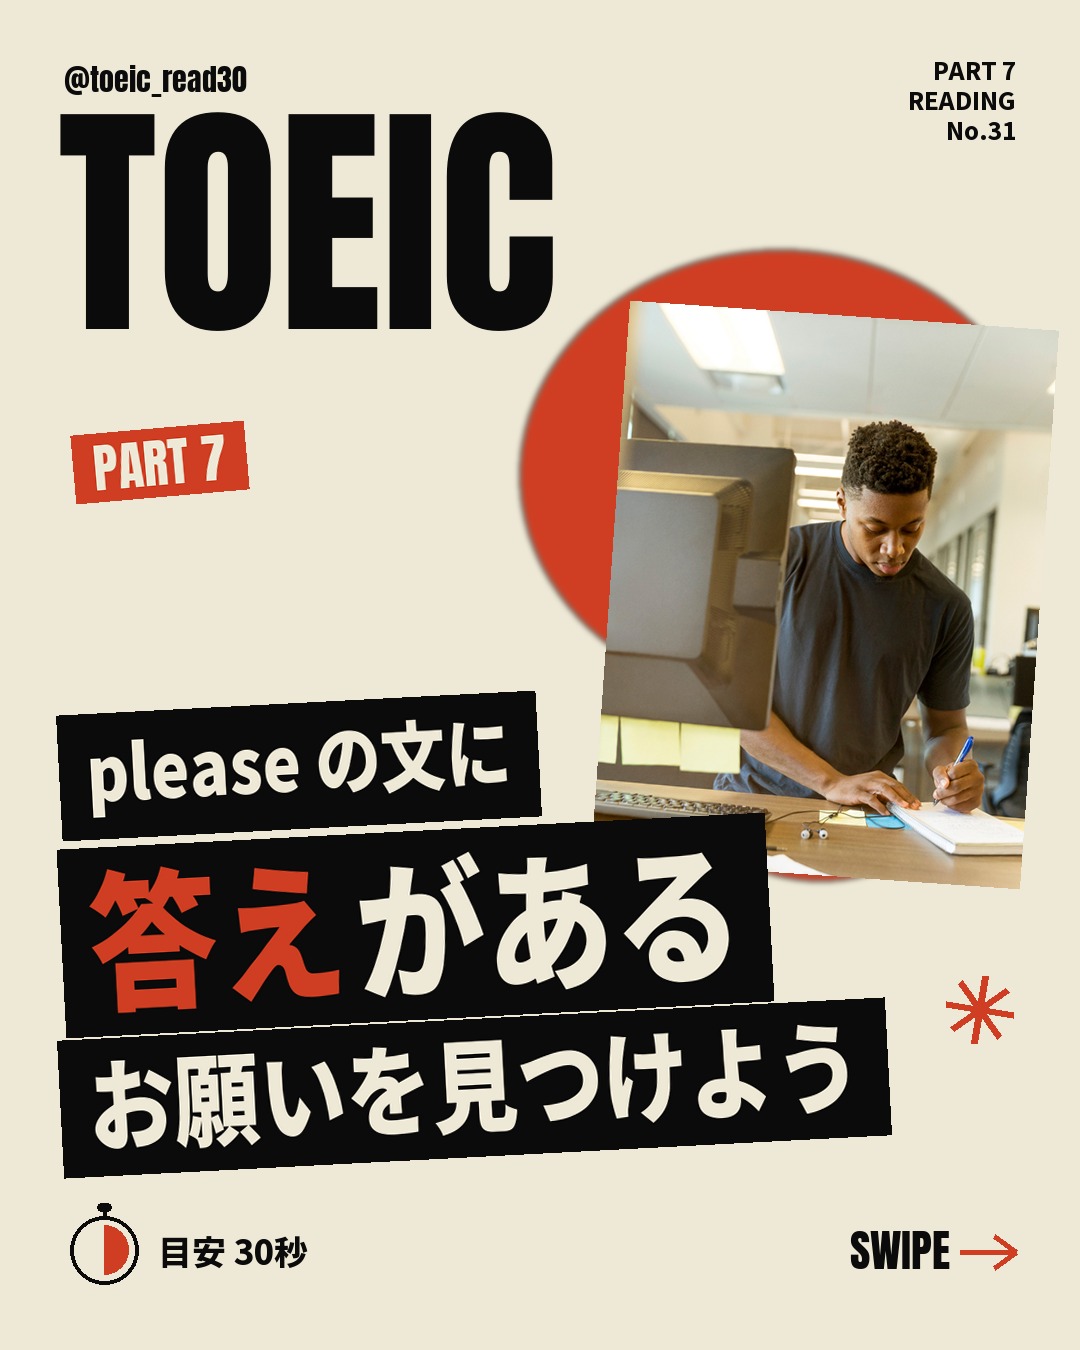 @toeic_read30
PART 7
READING
No.31
TOEIC
PART 7
please の文に
答えがある
お願いを見つけよう
目安 30秒
SWIPE